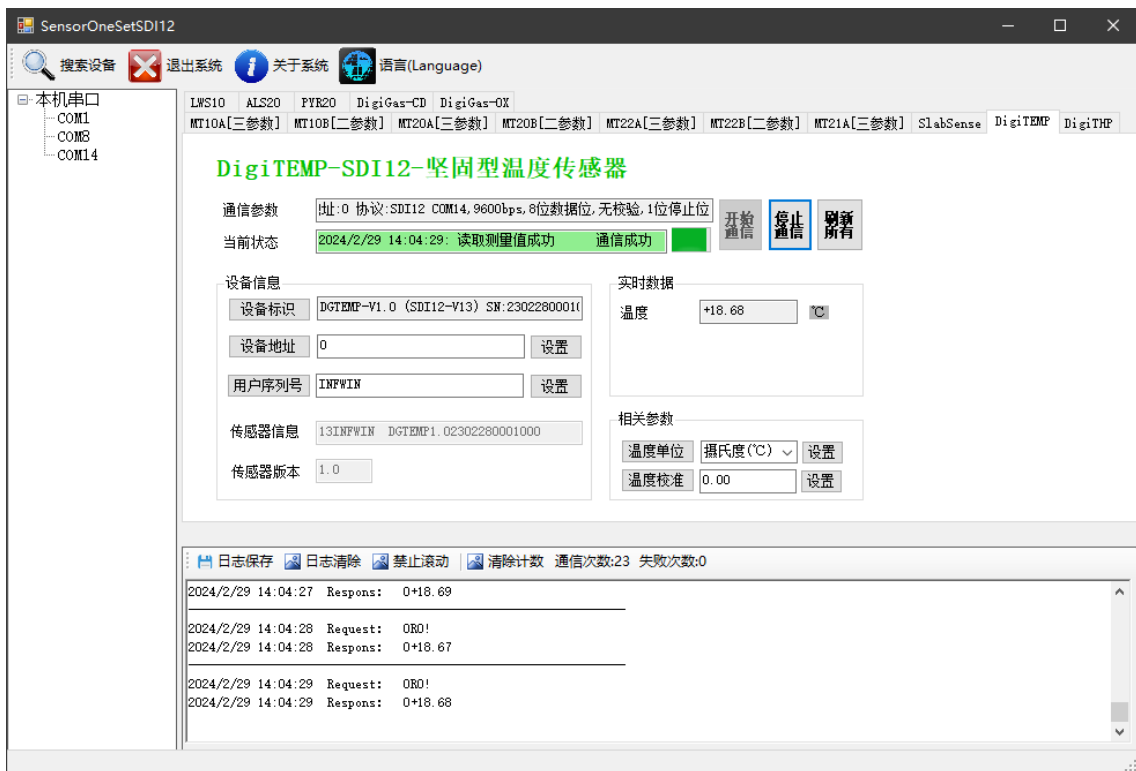 SensorOneSetSDI12
搜索设备 退出系统 关于系统 语言(Language)
本机串口
COM1
COM8
COM14
LWS10 ALS20 PYR20 DigiGas-CD DigiGas-OX
MT10A[三参数] MT10B[二参数] MT20A[三参数] MT20B[二参数] MT22A[三参数] MT22B[二参数] MT21A[三参数] SlabSense DigiTEMP DigiTHP
DigiTEMP-SDI12-坚固型温度传感器
通信参数 址:0 协议:SDI12 COM14,9600bps,8位数据位,无校验,1位停止位
当前状态 2024/2/29 14:04:29: 读取测量值成功 通信成功
开始通信 停止通信 刷新所有
设备信息
设备标识 DGTEMP-V1.0 (SDI12-V13) SN:2302280001(
设备地址 0 设置
用户序列号 INFWIN 设置
传感器信息 13INFWIN DGTEMP1.02302280001000
传感器版本 1.0
实时数据
温度 +18.68 ℃
相关参数
温度单位 摄氏度(℃) 设置
温度校准 0.00 设置
日志保存 日志清除 禁止滚动 清除计数 通信次数:23 失败次数:0
2024/2/29 14:04:27 Respons: 0+18.69
2024/2/29 14:04:28 Request: 0R0!
2024/2/29 14:04:28 Respons: 0+18.67
2024/2/29 14:04:29 Request: 0R0!
2024/2/29 14:04:29 Respons: 0+18.68